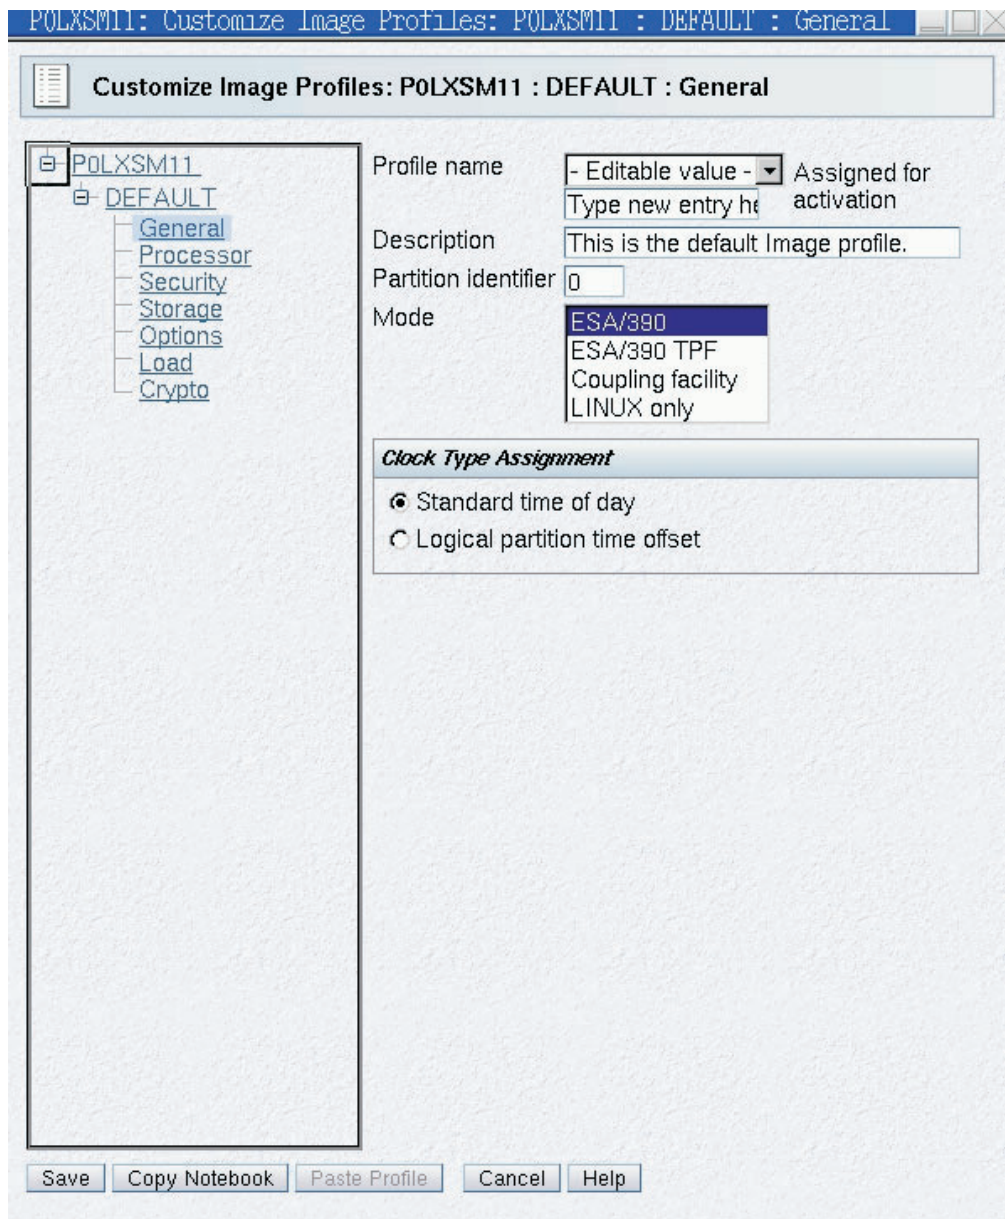 P0LXSM11: Customize Image Profiles: P0LXSM11 : DEFAULT : General
Customize Image Profiles: P0LXSM11 : DEFAULT : General
P0LXSM11
DEFAULT
General
Processor
Security
Storage
Options
Load
Crypto
Profile name
- Editable value -
Assigned for
activation
Type new entry he
Description
This is the default Image profile.
Partition identifier
0
Mode
ESA/390
ESA/390 TPF
Coupling facility
LINUX only
Clock Type Assignment
Standard time of day
Logical partition time offset
Save
Copy Notebook
Paste Profile
Cancel
Help